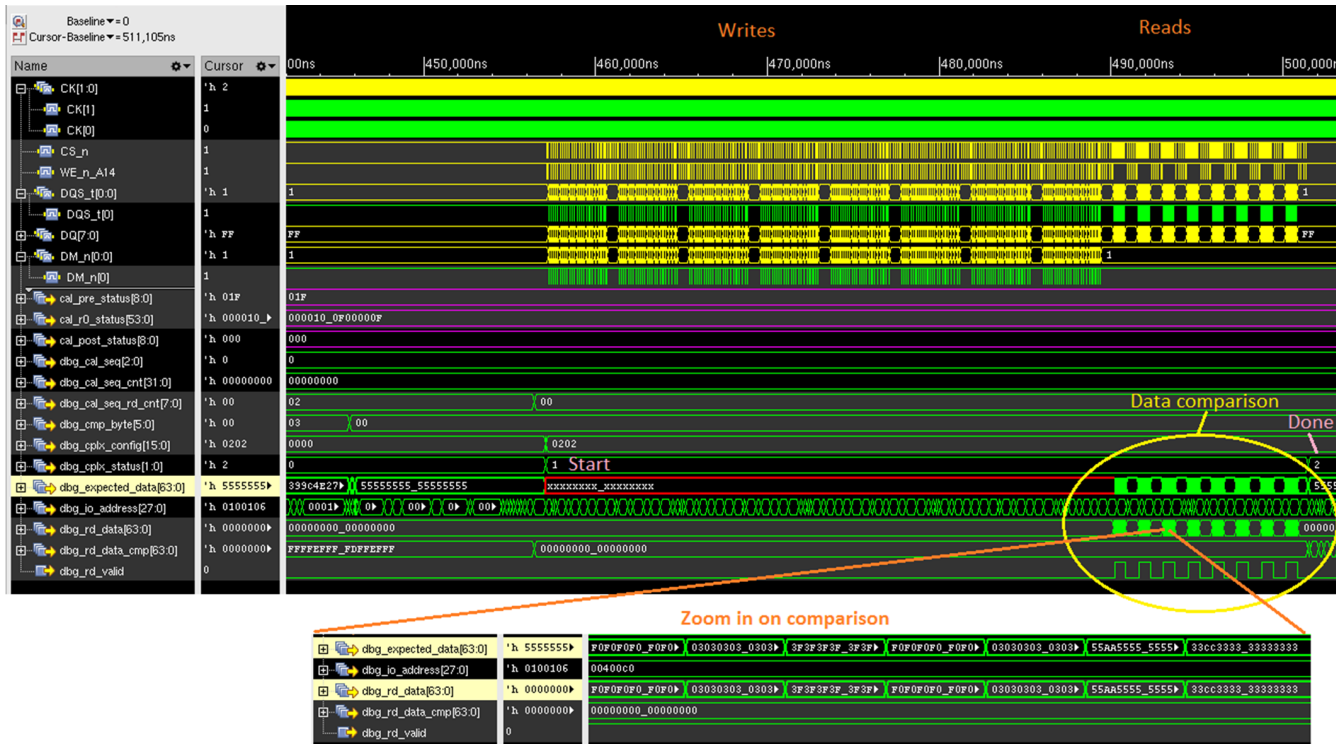 Baseline▼= 0
Cursor-Baseline▼= 511,105ns
Writes
Reads
Name
Cursor
00ns |450,000ns |460,000ns |470,000ns |480,000ns |490,000ns |500,000n
CK[1:0] 'h 2
CK[1] 1
CK[0] 0
CS_n 1
WE_n_A14 1
DQS_t[0:0] 'h 1 1 1
DQS_t[0] 1
DQ[7:0] 'h FF FF FF
DM_n[0:0] 'h 1 1 1
DM_n[0] 1
cal_pre_status[8:0] 'h 01F 01F
cal_r0_status[53:0] 'h 000010_▶ 000010_0F00000F
cal_post_status[8:0] 'h 000 000
dbg_cal_seq[2:0] 'h 0 0
dbg_cal_seq_cnt[31:0] 'h 00000000 00000000
dbg_cal_seq_rd_cnt[7:0] 'h 00 02 00
Data comparison
dbg_cmp_byte[5:0] 'h 00 03 00
Done
dbg_cplx_config[15:0] 'h 0202 0000 0202
dbg_cplx_status[1:0] 'h 2 0 1 Start 2
dbg_expected_data[63:0] 'h 5555555▶ 399c4E27▶ 55555555_55555555 xxxxxxxx_xxxxxxxx 5555
dbg_io_address[27:0] 'h 0100106 0001▶ 0▶ 00▶ 0▶ 00▶
dbg_rd_data[63:0] 'h 0000000▶ 00000000_00000000 00000
dbg_rd_data_cmp[63:0] 'h 0000000▶ FFFFEFFF_FDFFEFFF 00000000_00000000
dbg_rd_valid 0
Zoom in on comparison
dbg_expected_data[63:0] 'h 5555555▶ F0F0F0F0_F0F0▶ 03030303_0303▶ 3F3F3F3F_3F3F▶ F0F0F0F0_F0F0▶ 03030303_0303▶ 55AA5555_5555▶ 33cc3333_33333333
dbg_io_address[27:0] 'h 0100106 00400c0
dbg_rd_data[63:0] 'h 0000000▶ F0F0F0F0_F0F0▶ 03030303_0303▶ 3F3F3F3F_3F3F▶ F0F0F0F0_F0F0▶ 03030303_0303▶ 55AA5555_5555▶ 33cc3333_33333333
dbg_rd_data_cmp[63:0] 'h 0000000▶ 00000000_00000000
dbg_rd_valid 0